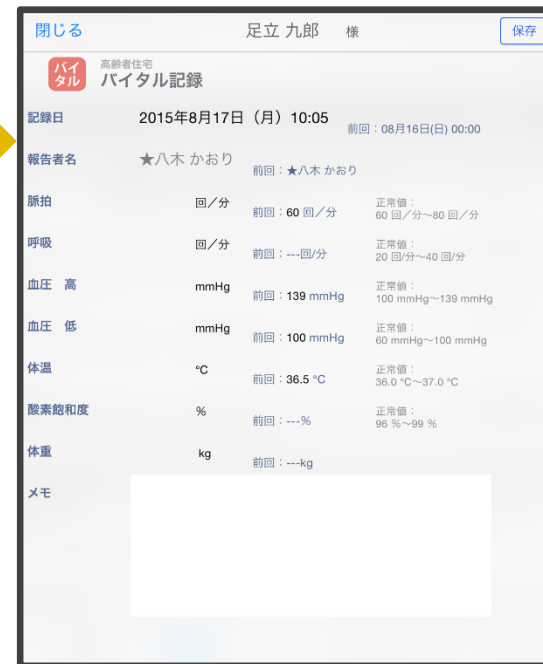 閉じる 足立 九郎 様 保存
バイタル
高齢者住宅
バイタル記録
記録日 2015年8月17日（月）10:05 前回：08月16日(日) 00:00
報告者名 ★八木 かおり 前回：★八木 かおり
脈拍 回／分 前回：60 回／分 正常値：
60 回／分〜80 回／分
呼吸 回／分 前回：---回/分 正常値：
20 回/分〜40 回/分
血圧 高 mmHg 前回：139 mmHg 正常値：
100 mmHg〜139 mmHg
血圧 低 mmHg 前回：100 mmHg 正常値：
60 mmHg〜100 mmHg
体温 °C 前回：36.5 °C 正常値：
36.0 °C〜37.0 °C
酸素飽和度 % 前回：---% 正常値：
96 %〜99 %
体重 kg 前回：---kg
メモ